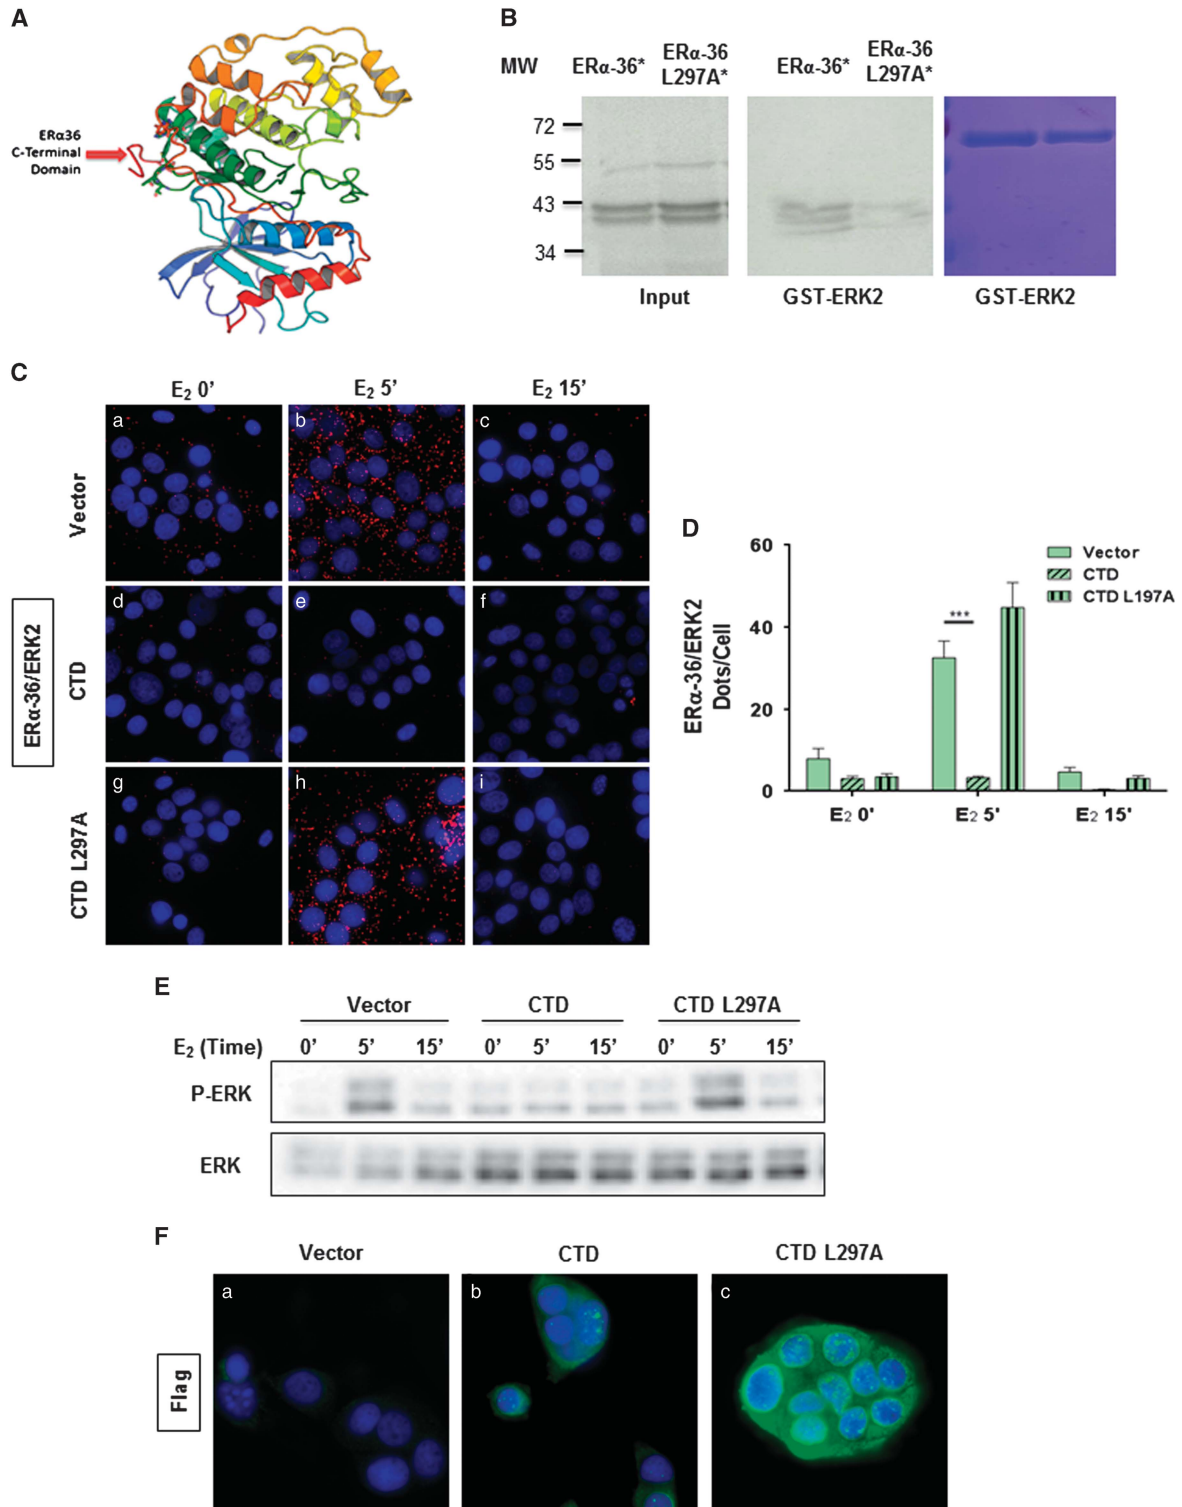 A
ERα36
C-Terminal
Domain
B
MW
ERα-36*
ERα-36
L297A*
ERα-36*
ERα-36
L297A*
72
55
43
34
Input
GST-ERK2
GST-ERK2
C
E2 0’
E2 5’
E2 15’
ERα-36/ERK2
Vector
CTD
CTD L297A
a
b
c
d
e
f
g
h
i
D
ERα-36/ERK2
Dots/Cell
60
40
20
0
***
Vector
CTD
CTD L197A
E2 0'
E2 5'
E2 15'
E
Vector
CTD
CTD L297A
E2 (Time)
0’
5’
15’
0’
5’
15’
0’
5’
15’
P-ERK
ERK
F
Vector
CTD
CTD L297A
Flag
a
b
c